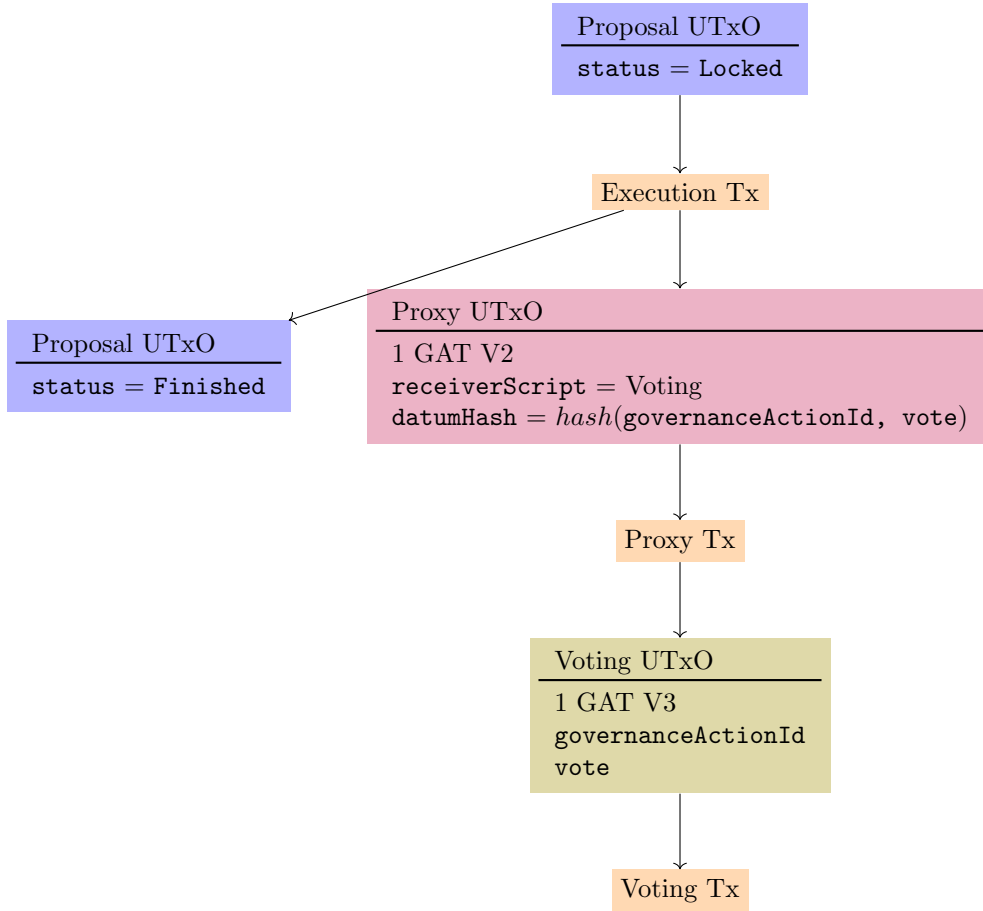 Proposal UTxO
status = Locked
Execution Tx
Proposal UTxO
status = Finished
Proxy UTxO
1 GAT V2
receiverScript = Voting
datumHash = hash(governanceActionId, vote)
Proxy Tx
Voting UTxO
1 GAT V3
governanceActionId
vote
Voting Tx